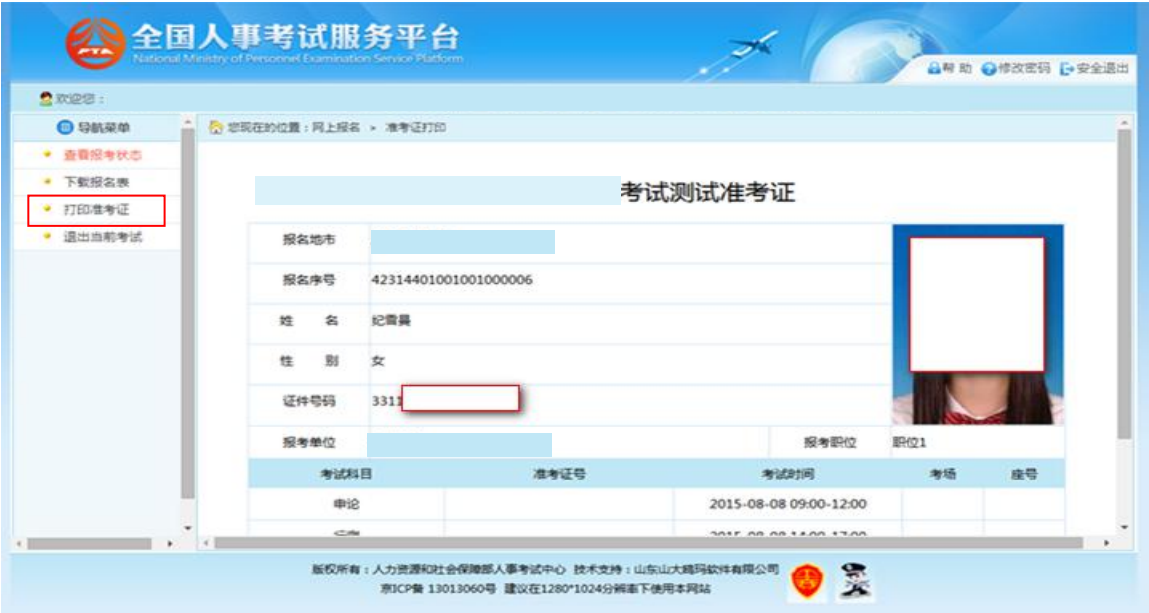 全国人事考试服务平台
National Ministry of Personnel Examination Service Platform
帮 助 修改密码 安全退出
欢迎您：
导航菜单
您现在的位置：网上报名 > 准考证打印
查看报考状态
下载报名表
打印准考证
退出当前考试
考试测试准考证
报名地市
报名序号 42314401001001000006
姓 名 纪雪昙
性 别 女
证件号码 3311
报考单位 报考职位 职位1
考试科目 准考证号 考试时间 考场 座号
申论 2015-08-08 09:00-12:00
2015-08-08 14:00-17:00
版权所有：人力资源和社会保障部人事考试中心 技术支持：山东山大鸥玛软件有限公司
京ICP备 13013060号 建议在1280*1024分辨率下使用本网站